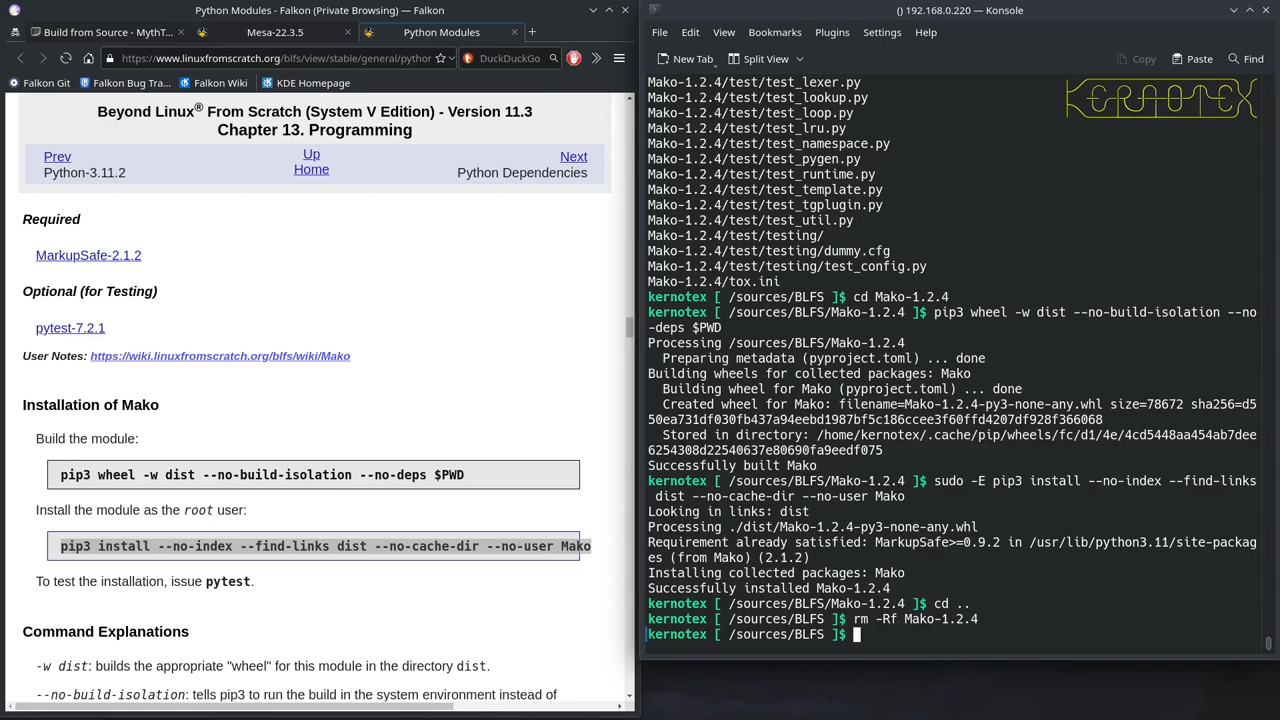 Python Modules - Falkon (Private Browsing) — Falkon
Build from Source - MythT...
Mesa-22.3.5
Python Modules
https://www.linuxfromscratch.org/blfs/view/stable/general/python
DuckDuckGo
Falkon Git
Falkon Bug Tra...
Falkon Wiki
KDE Homepage
Beyond Linux® From Scratch (System V Edition) - Version 11.3
Chapter 13. Programming
Prev
Up
Next
Python-3.11.2
Home
Python Dependencies
Required
MarkupSafe-2.1.2
Optional (for Testing)
pytest-7.2.1
User Notes: https://wiki.linuxfromscratch.org/blfs/wiki/Mako
Installation of Mako
Build the module:
pip3 wheel -w dist --no-build-isolation --no-deps $PWD
Install the module as the root user:
pip3 install --no-index --find-links dist --no-cache-dir --no-user Mako
To test the installation, issue pytest.
Command Explanations
-w dist: builds the appropriate "wheel" for this module in the directory dist.
--no-build-isolation: tells pip3 to run the build in the system environment instead of
() 192.168.0.220 — Konsole
File Edit View Bookmarks Plugins Settings Help
New Tab
Split View
Copy
Paste
Find
KERNOTEX
Mako-1.2.4/test/test_lexer.py
Mako-1.2.4/test/test_lookup.py
Mako-1.2.4/test/test_loop.py
Mako-1.2.4/test/test_lru.py
Mako-1.2.4/test/test_namespace.py
Mako-1.2.4/test/test_pygen.py
Mako-1.2.4/test/test_runtime.py
Mako-1.2.4/test/test_template.py
Mako-1.2.4/test/test_tgplugin.py
Mako-1.2.4/test/test_util.py
Mako-1.2.4/test/testing/
Mako-1.2.4/test/testing/dummy.cfg
Mako-1.2.4/test/testing/test_config.py
Mako-1.2.4/tox.ini
kernotex [ /sources/BLFS ]$ cd Mako-1.2.4
kernotex [ /sources/BLFS/Mako-1.2.4 ]$ pip3 wheel -w dist --no-build-isolation --no
-deps $PWD
Processing /sources/BLFS/Mako-1.2.4
Preparing metadata (pyproject.toml) ... done
Building wheels for collected packages: Mako
Building wheel for Mako (pyproject.toml) ... done
Created wheel for Mako: filename=Mako-1.2.4-py3-none-any.whl size=78672 sha256=d5
50ea731df030fb437a94eebd1987bf5c186ccee3f60ffd4207df928f366068
Stored in directory: /home/kernotex/.cache/pip/wheels/fc/d1/4e/4cd5448aa454ab7dee
6254308d22540637e80690fa9eedf075
Successfully built Mako
kernotex [ /sources/BLFS/Mako-1.2.4 ]$ sudo -E pip3 install --no-index --find-links
dist --no-cache-dir --no-user Mako
Looking in links: dist
Processing ./dist/Mako-1.2.4-py3-none-any.whl
Requirement already satisfied: MarkupSafe>=0.9.2 in /usr/lib/python3.11/site-packag
es (from Mako) (2.1.2)
Installing collected packages: Mako
Successfully installed Mako-1.2.4
kernotex [ /sources/BLFS/Mako-1.2.4 ]$ cd ..
kernotex [ /sources/BLFS ]$ rm -Rf Mako-1.2.4
kernotex [ /sources/BLFS ]$